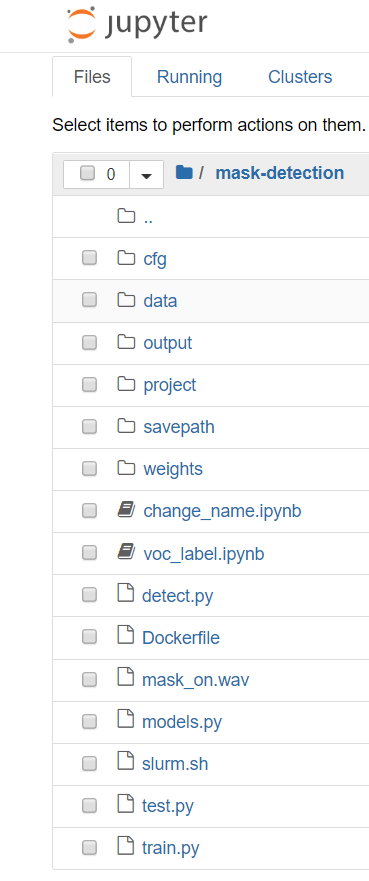 jupyter
Files Running Clusters
Select items to perform actions on them.
0 / mask-detection
..
cfg
data
output
project
savepath
weights
change_name.ipynb
voc_label.ipynb
detect.py
Dockerfile
mask_on.wav
models.py
slurm.sh
test.py
train.py